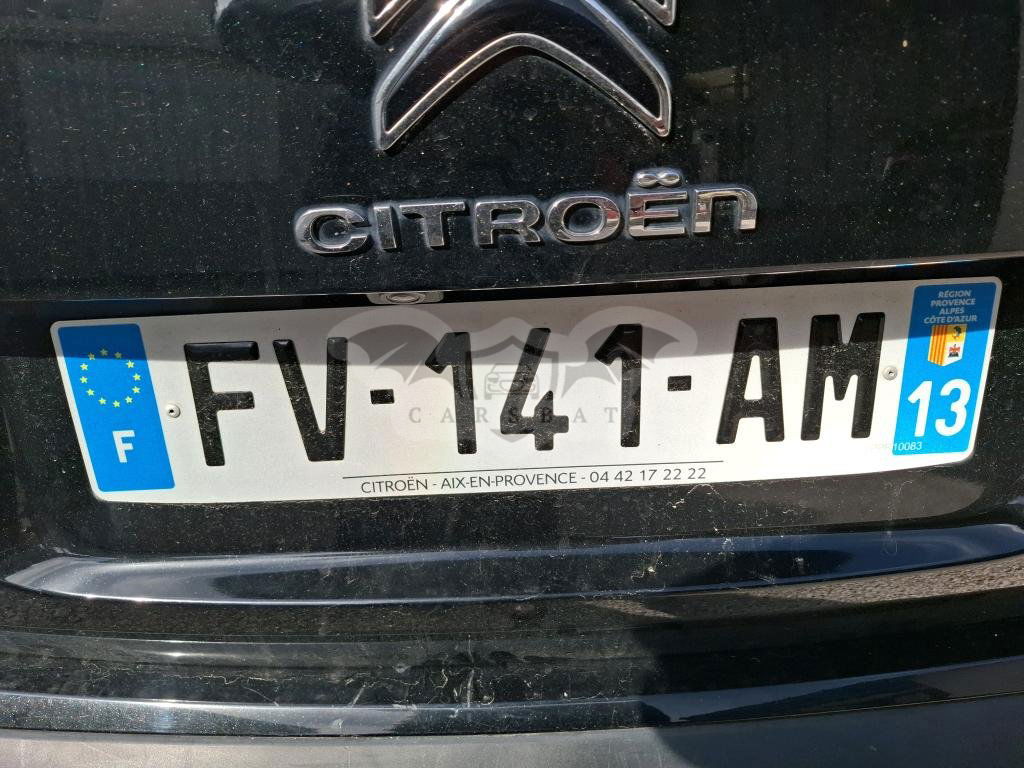 CITROËN
RÉGION
PROVENCE
ALPES
CÔTE D'AZUR
F
FV-141-AM
13
CARSBAT
10083
CITROËN - AIX-EN-PROVENCE - 04 42 17 22 22